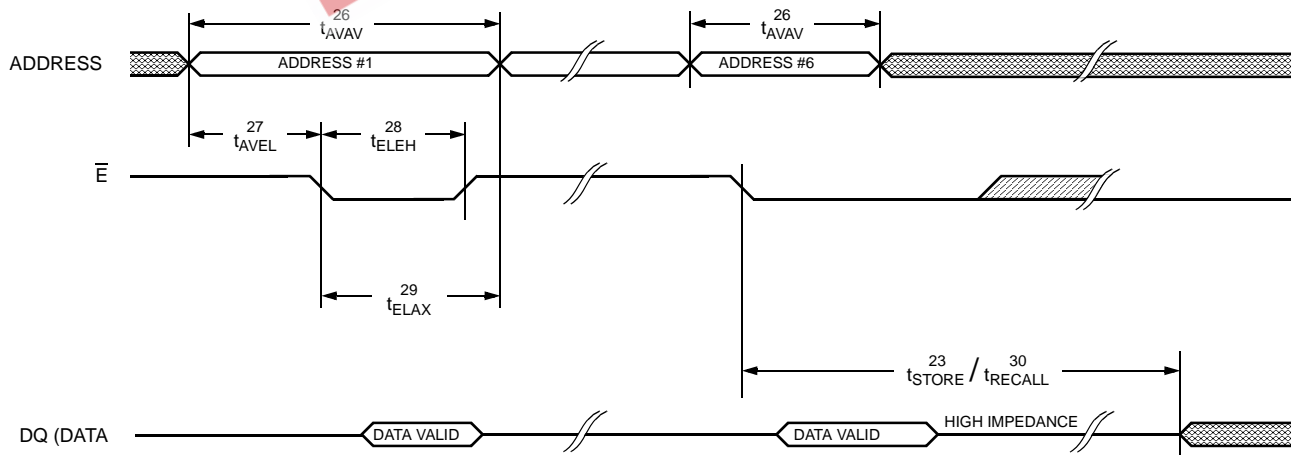 26 26
tAVAV tAVAV
ADDRESS ADDRESS #1 ADDRESS #6
27 28
tAVEL tELEH
E
29
tELAX
23 30
tSTORE / tRECALL
DQ (DATA DATA VALID DATA VALID HIGH IMPEDANCE